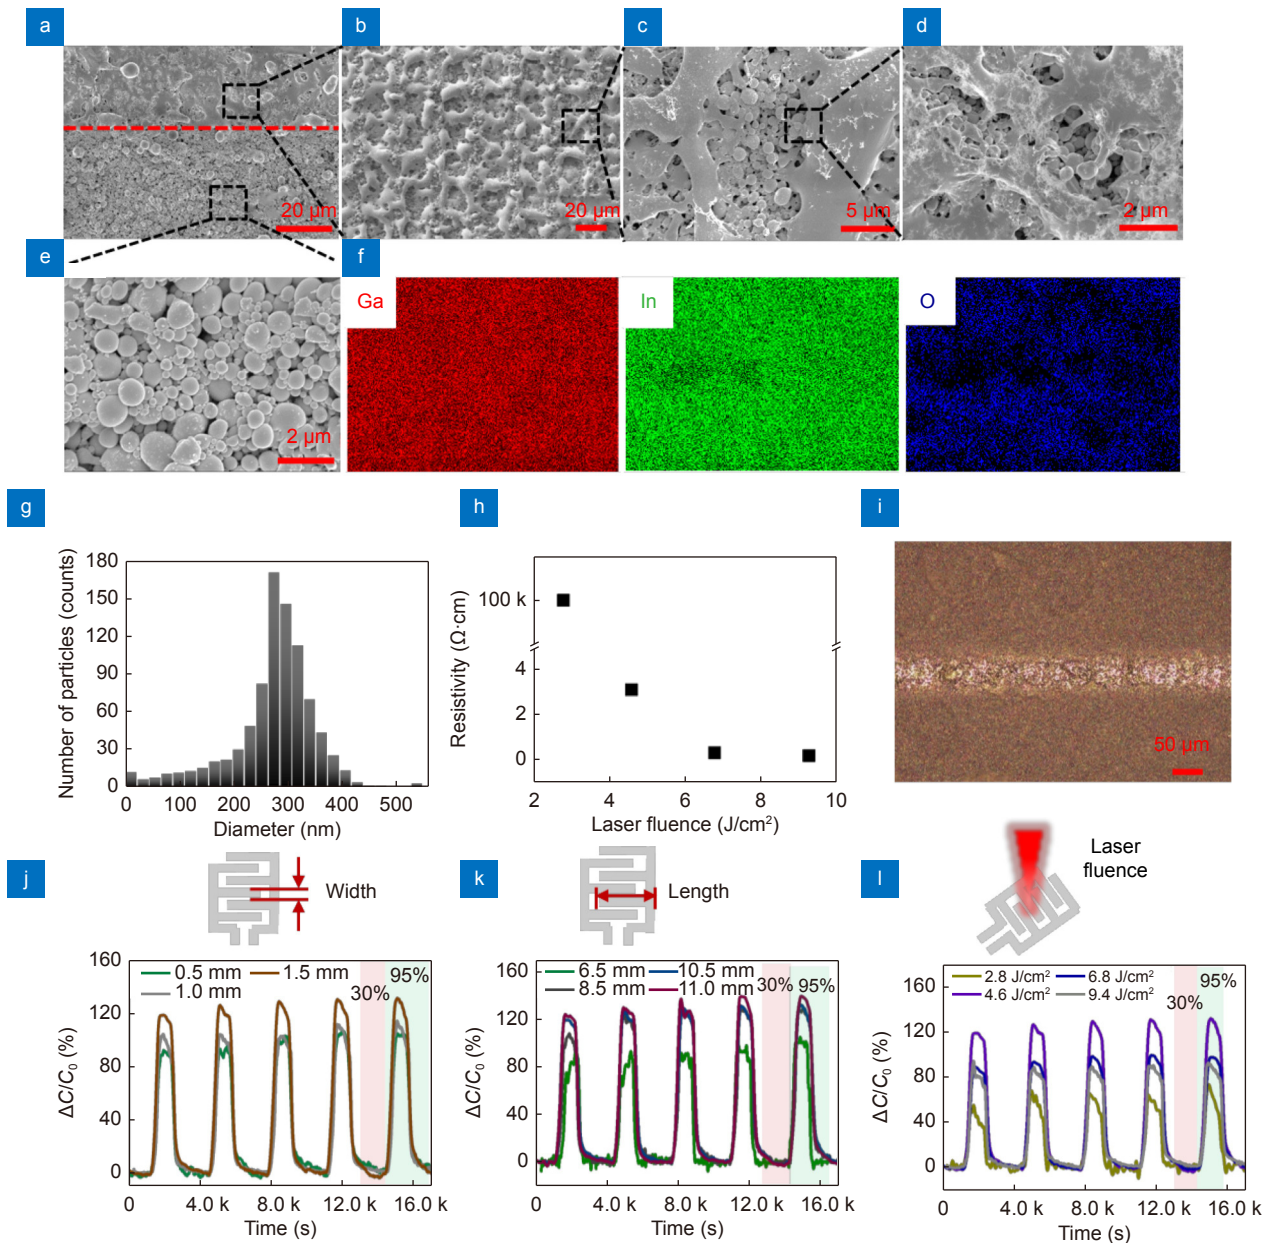 a
b
c
d
20 μm
20 μm
5 μm
2 μm
e
f
2 μm
Ga
In
O
g
h
i
Number of particles (counts)
180
150
120
90
60
30
0
0 100 200 300 400 500
Diameter (nm)
Resistivity (Ω·cm)
100 k
4
2
0
2 4 6 8 10
Laser fluence (J/cm²)
50 μm
j
Width
k
Length
l
Laser
fluence
ΔC/C₀ (%)
160
120
80
40
0
0.5 mm 1.5 mm
1.0 mm
30%
95%
0 4.0 k 8.0 k 12.0 k 16.0 k
Time (s)
ΔC/C₀ (%)
160
120
80
40
0
6.5 mm 10.5 mm
8.5 mm 11.0 mm
30%
95%
0 4.0 k 8.0 k 12.0 k 16.0 k
Time (s)
ΔC/C₀ (%)
160
120
80
40
0
2.8 J/cm² 6.8 J/cm²
4.6 J/cm² 9.4 J/cm²
30%
95%
0 4.0 k 8.0 k 12.0 k 16.0 k
Time (s)